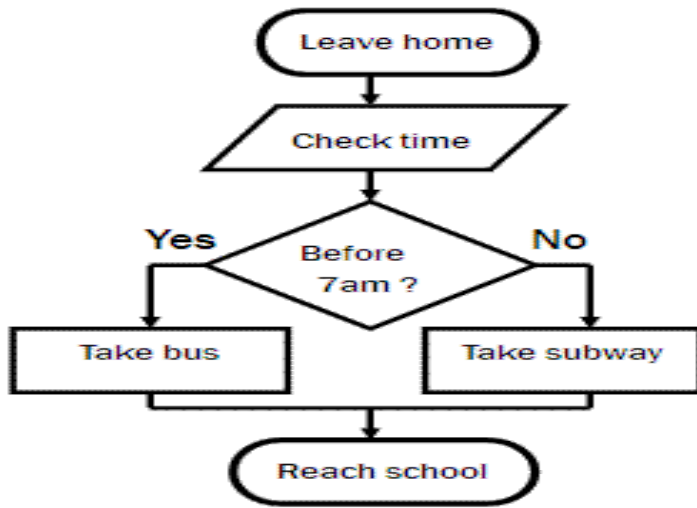 Leave home
Check time
Yes
No
Before
7am ?
Take bus
Take subway
Reach school